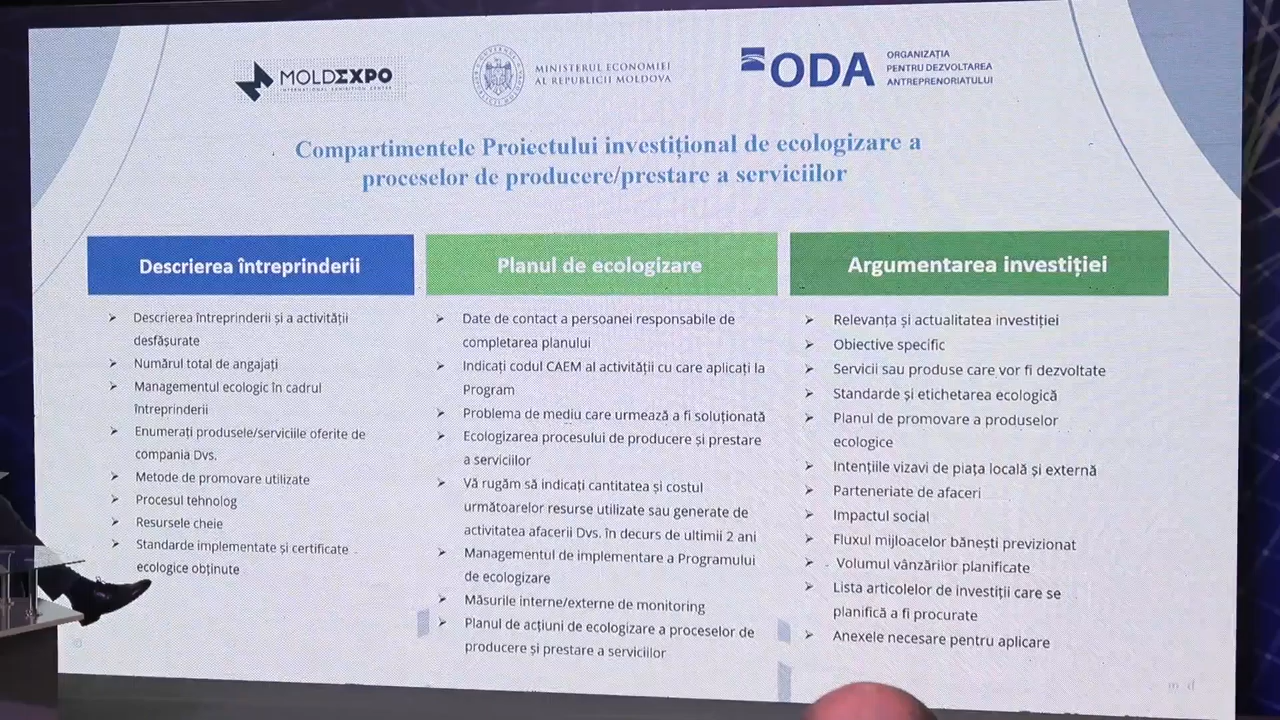 MOLDEXPO
INTERNATIONAL EXHIBITION CENTER
MINISTERUL ECONOMIEI
AL REPUBLICII MOLDOVA
ODA
ORGANIZAȚIA
PENTRU DEZVOLTAREA
ANTREPRENORIATULUI
Compartimentele Proiectului investițional de ecologizare a
proceselor de producere/prestare a serviciilor
Descrierea întreprinderii
Descrierea întreprinderii și a activității
desfășurate
Numărul total de angajați
Managementul ecologic în cadrul
întreprinderii
Enumerați produsele/serviciile oferite de
compania Dvs.
Metode de promovare utilizate
Procesul tehnolog
Resursele cheie
Standarde implementate și certificate
ecologice obținute
Planul de ecologizare
Date de contact a persoanei responsabile de
completarea planului
Indicați codul CAEM al activității cu care aplicați la
Program
Problema de mediu care urmează a fi soluționată
Ecologizarea procesului de producere și prestare
a serviciilor
Vă rugăm să indicați cantitatea și costul
următoarelor resurse utilizate sau generate de
activitatea afacerii Dvs. în decurs de ultimii 2 ani
Managementul de implementare a Programului
de ecologizare
Măsurile interne/externe de monitoring
Planul de acțiuni de ecologizare a proceselor de
producere și prestare a serviciilor
Argumentarea investiției
Relevanța și actualitatea investiției
Obiective specific
Servicii sau produse care vor fi dezvoltate
Standarde și etichetarea ecologică
Planul de promovare a produselor
ecologice
Intențiile vizavi de piața locală și externă
Parteneriate de afaceri
Impactul social
Fluxul mijloacelor bănești previzionat
Volumul vânzărilor planificate
Lista articolelor de investiții care se
planifică a fi procurate
Anexele necesare pentru aplicare